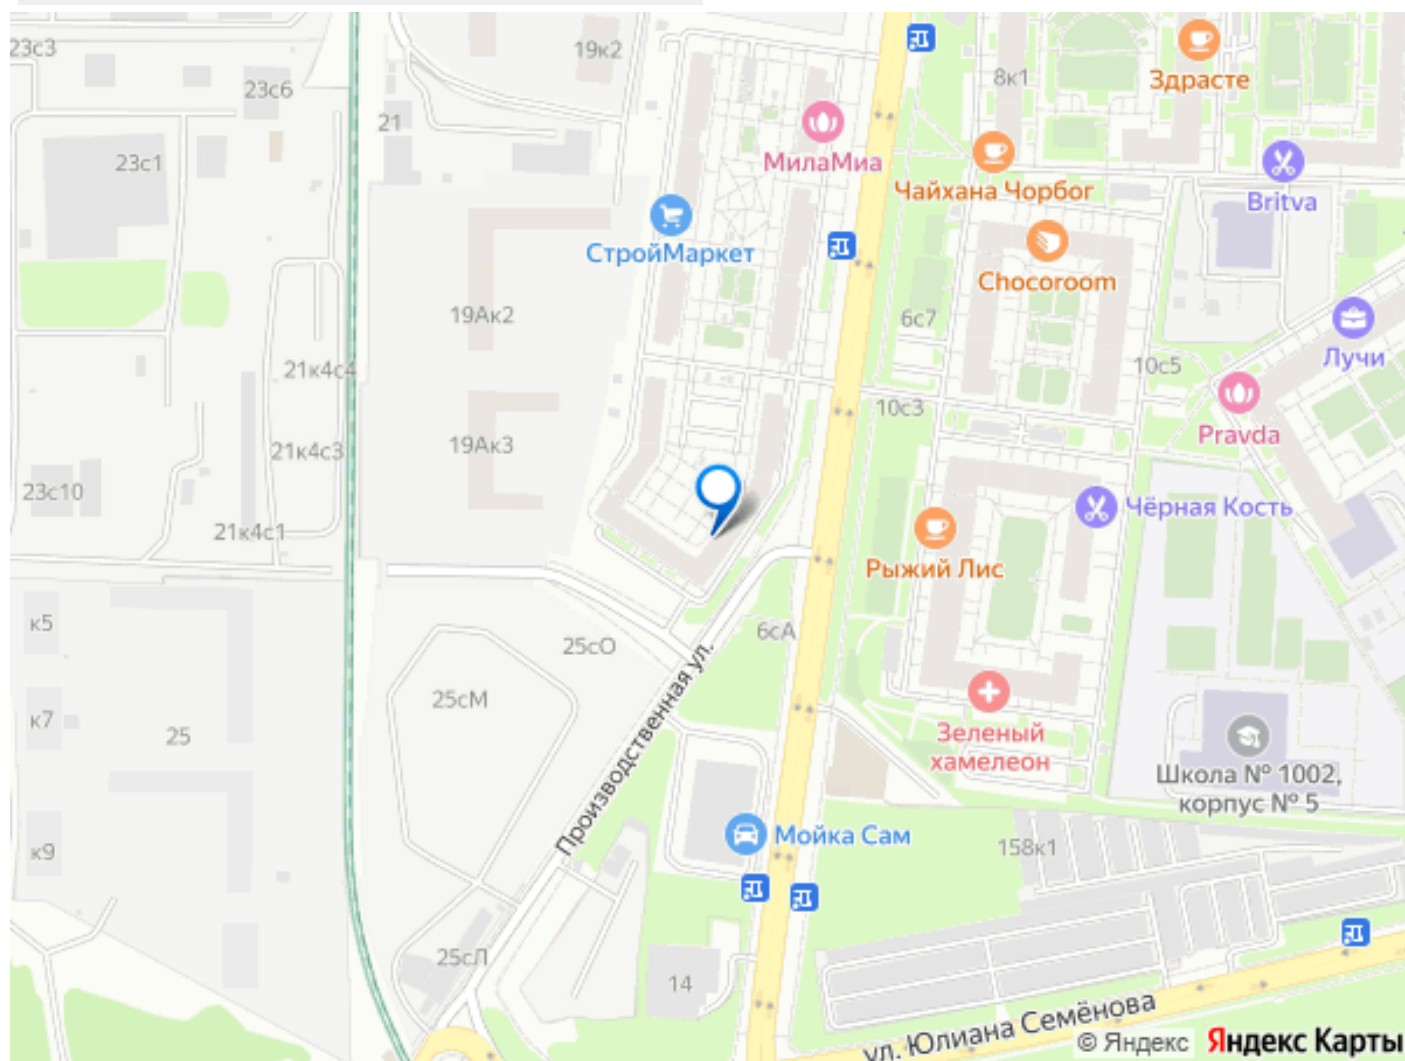 23с3
19к2
8к1
Здрасте
23с6
21
23с1
МилаМиа
Чайхана Чорбог
Britva
СтройМаркет
Chocoroom
19Ак2
6с7
Лучи
21к4с4
10с5
10с3
Pravda
19Ак3
21к4с3
23с10
21к4с1
Чёрная Кость
Рыжий Лис
к5
6сА
25сО
Производственная ул.
25сМ
к7
25
Зеленый
хамелеон
Школа № 1002,
корпус № 5
Мойка Сам
158к1
к9
25сЛ
14
ул. Юлиана Семёнова
© Яндекс Яндекс Карты